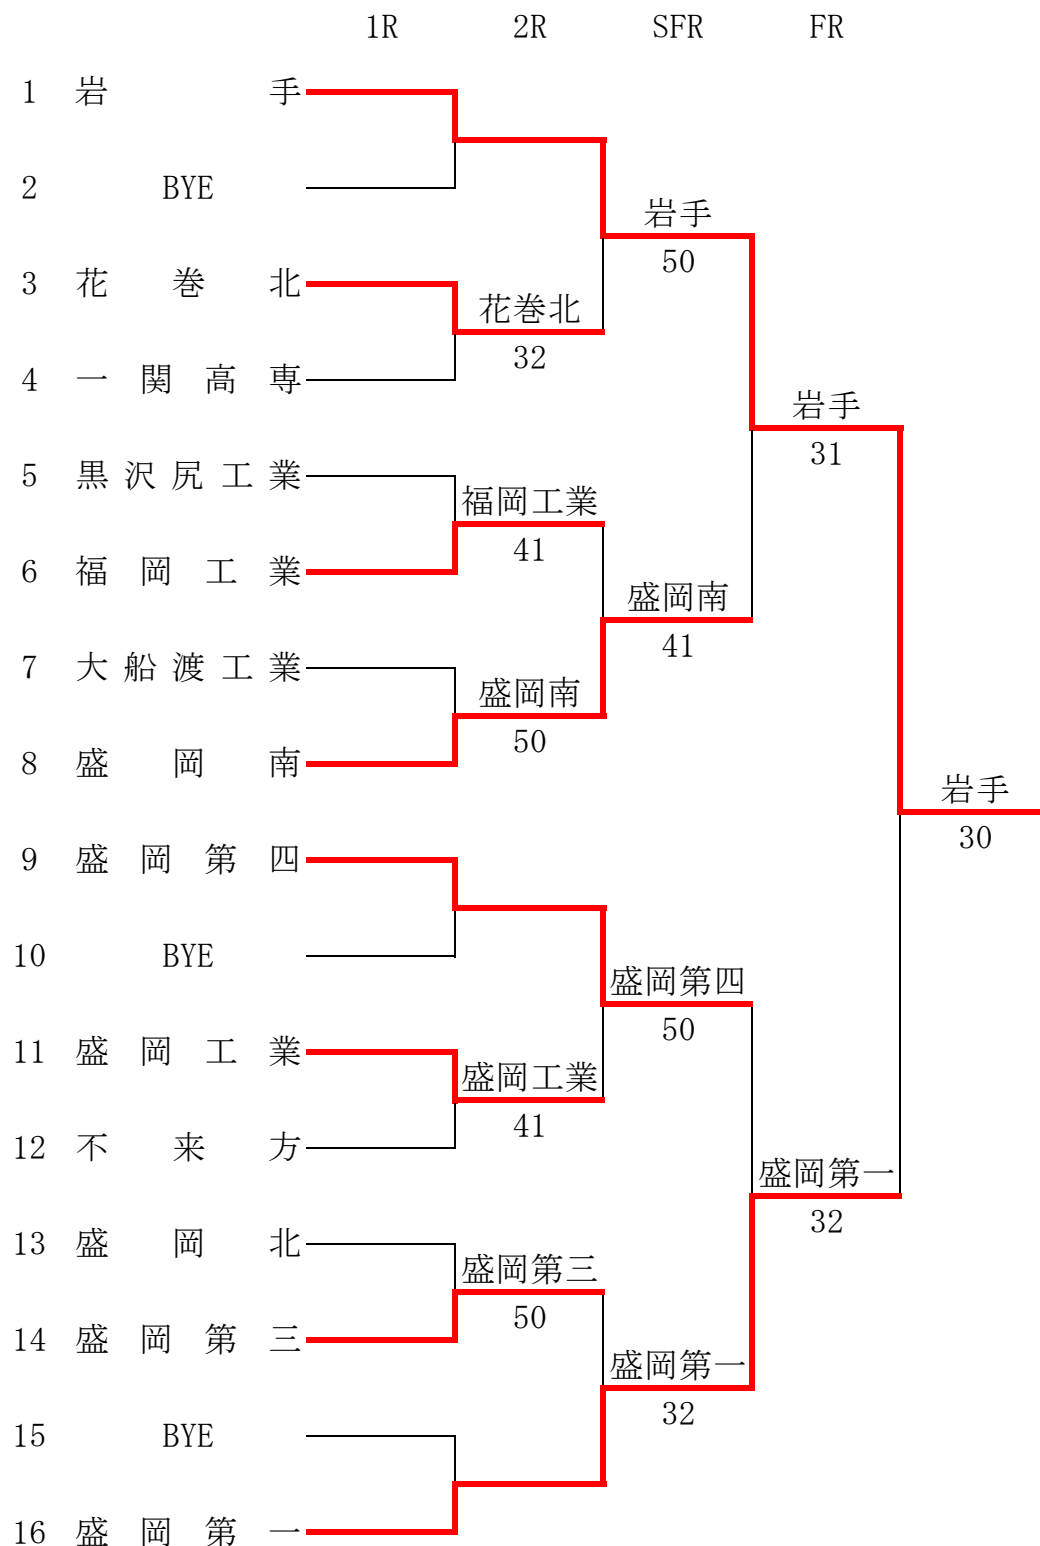 1R 2R SFR FR
1 岩 手
2 BYE
岩手
50
3 花 巻 北
花巻北
32
4 一 関 高 専
岩手
31
5 黒 沢 尻 工 業
福岡工業
41
6 福 岡 工 業
盛岡南
41
7 大 船 渡 工 業
盛岡南
50
8 盛 岡 南
岩手
30
9 盛 岡 第 四
10 BYE
盛岡第四
50
11 盛 岡 工 業
盛岡工業
41
12 不 来 方
盛岡第一
32
13 盛 岡 北
盛岡第三
50
14 盛 岡 第 三
盛岡第一
32
15 BYE
16 盛 岡 第 一